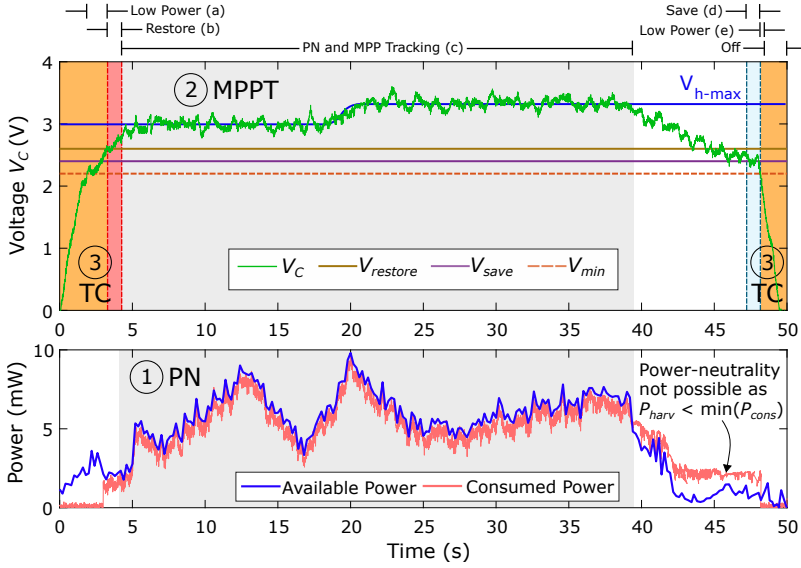 Low Power (a)
Save (d)
Restore (b)
Low Power (e)
PN and MPP Tracking (c)
Off
4
3
2
1
0
Voltage V_C (V)
② MPPT
V_h-max
③
TC
③
TC
V_C
V_restore
V_save
V_min
0 5 10 15 20 25 30 35 40 45 50
10
5
0
Power (mW)
① PN
Power-neutrality
not possible as
P_harv < min(P_cons)
Available Power
Consumed Power
0 5 10 15 20 25 30 35 40 45 50
Time (s)